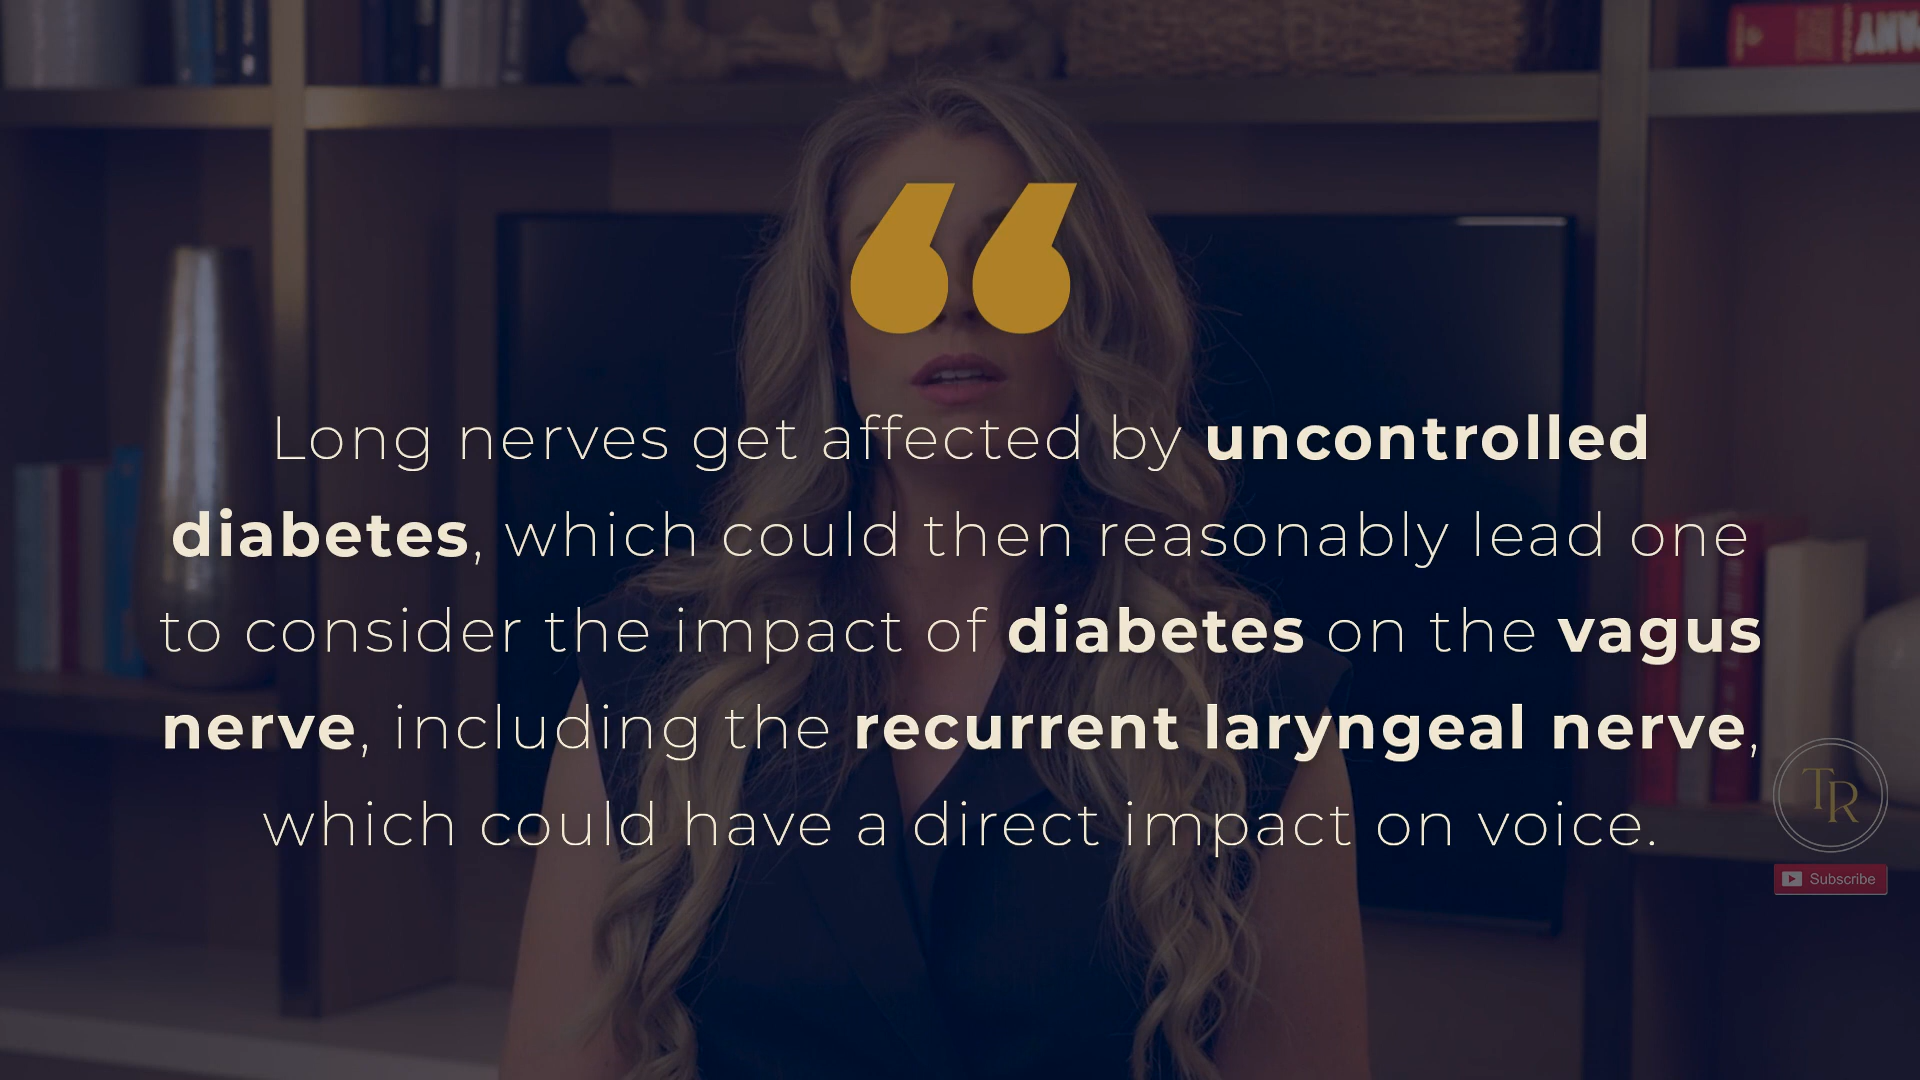 Long nerves get affected by uncontrolled
diabetes, which could then reasonably lead one
to consider the impact of diabetes on the vagus
nerve, including the recurrent laryngeal nerve,
which could have a direct impact on voice.
TR
Subscribe